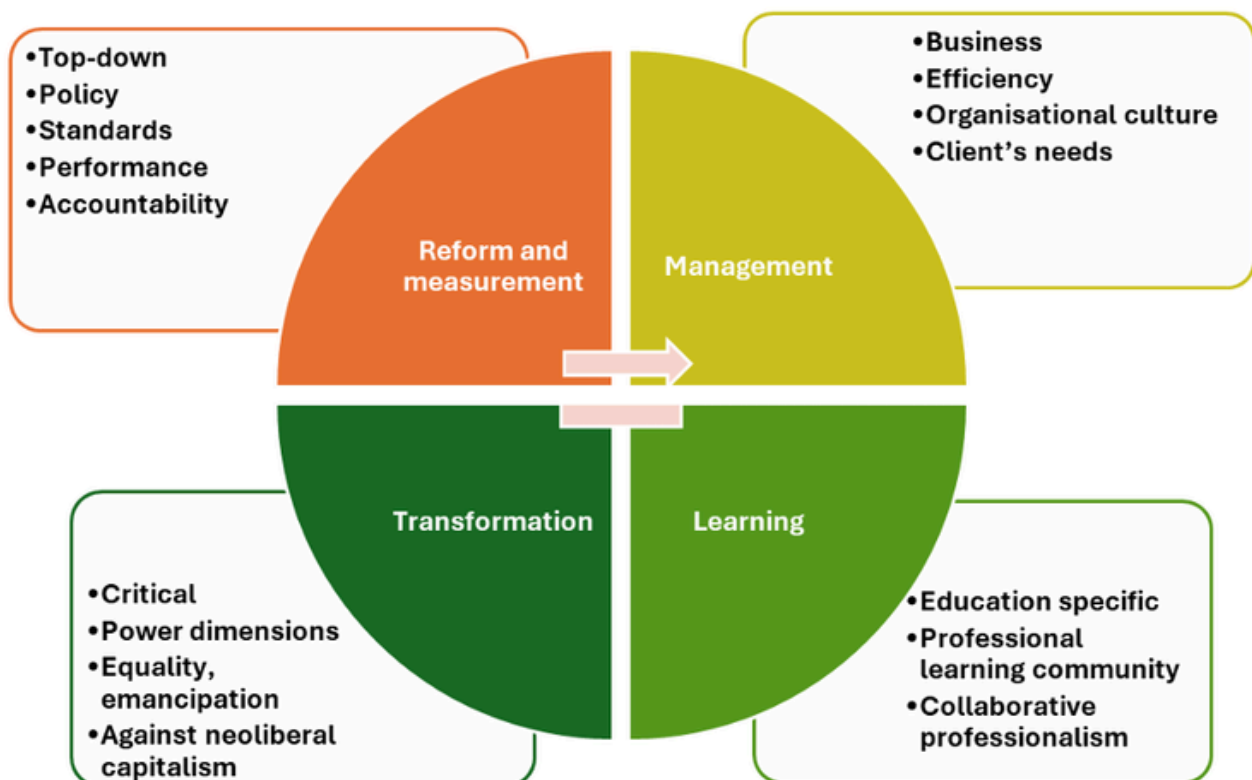 •Top-down
•Policy
•Standards
•Performance
•Accountability
•Business
•Efficiency
•Organisational culture
•Client’s needs
Reform and
measurement
Management
Transformation
Learning
•Critical
•Power dimensions
•Equality,
emancipation
•Against neoliberal
capitalism
•Education specific
•Professional
learning community
•Collaborative
professionalism